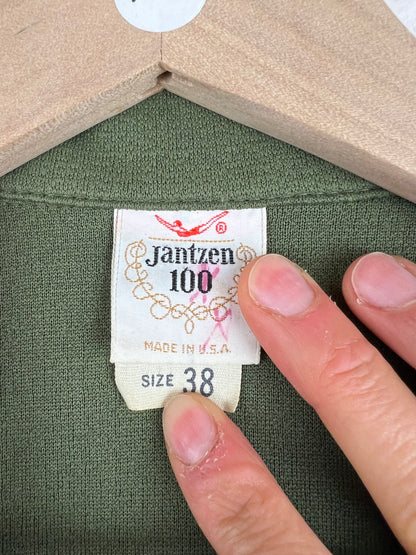 ®
Jantzen
100
MADE IN U.S.A.
SIZE 38